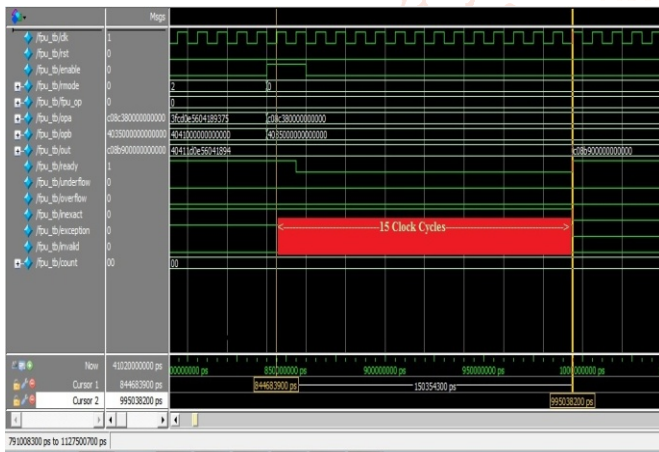 Msgs
/fpu_tb/clk 1
/fpu_tb/rst 0
/fpu_tb/enable 0
/fpu_tb/rmode 0 2 0
/fpu_tb/fpu_op 0 0
/fpu_tb/opa c08c380000000000 3fcd0e5604189375 c08c380000000000
/fpu_tb/opb 4035000000000000 4041000000000000 4035000000000000
/fpu_tb/out c08b900000000000 40411d0e56041894 c08b900000000000
/fpu_tb/ready 1
/fpu_tb/underflow 0
/fpu_tb/overflow 0
/fpu_tb/inexact 0
/fpu_tb/exception 0
/fpu_tb/invalid 0
/fpu_tb/count 00 00
15 Clock Cycles
Now 41020000000 ps 00000000 ps 850000000 ps 900000000 ps 950000000 ps 1000000000 ps
Cursor 1 844683900 ps 844683900 ps 150354300 ps
Cursor 2 995038200 ps 995038200 ps
791008300 ps to 1127500700 ps